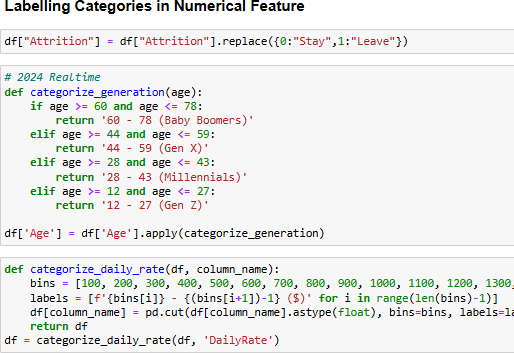 Labelling Categories in Numerical Feature
df["Attrition"] = df["Attrition"].replace({0:"Stay",1:"Leave"})
# 2024 Realtime
def categorize_generation(age):
    if age >= 60 and age <= 78:
        return '60 - 78 (Baby Boomers)'
    elif age >= 44 and age <= 59:
        return '44 - 59 (Gen X)'
    elif age >= 28 and age <= 43:
        return '28 - 43 (Millennials)'
    elif age >= 12 and age <= 27:
        return '12 - 27 (Gen Z)'
df['Age'] = df['Age'].apply(categorize_generation)
def categorize_daily_rate(df, column_name):
    bins = [100, 200, 300, 400, 500, 600, 700, 800, 900, 1000, 1100, 1200, 1300,
    labels = [f'{bins[i]} - {(bins[i+1])-1} ($)' for i in range(len(bins)-1)]
    df[column_name] = pd.cut(df[column_name].astype(float), bins=bins, labels=la
    return df
df = categorize_daily_rate(df, 'DailyRate')